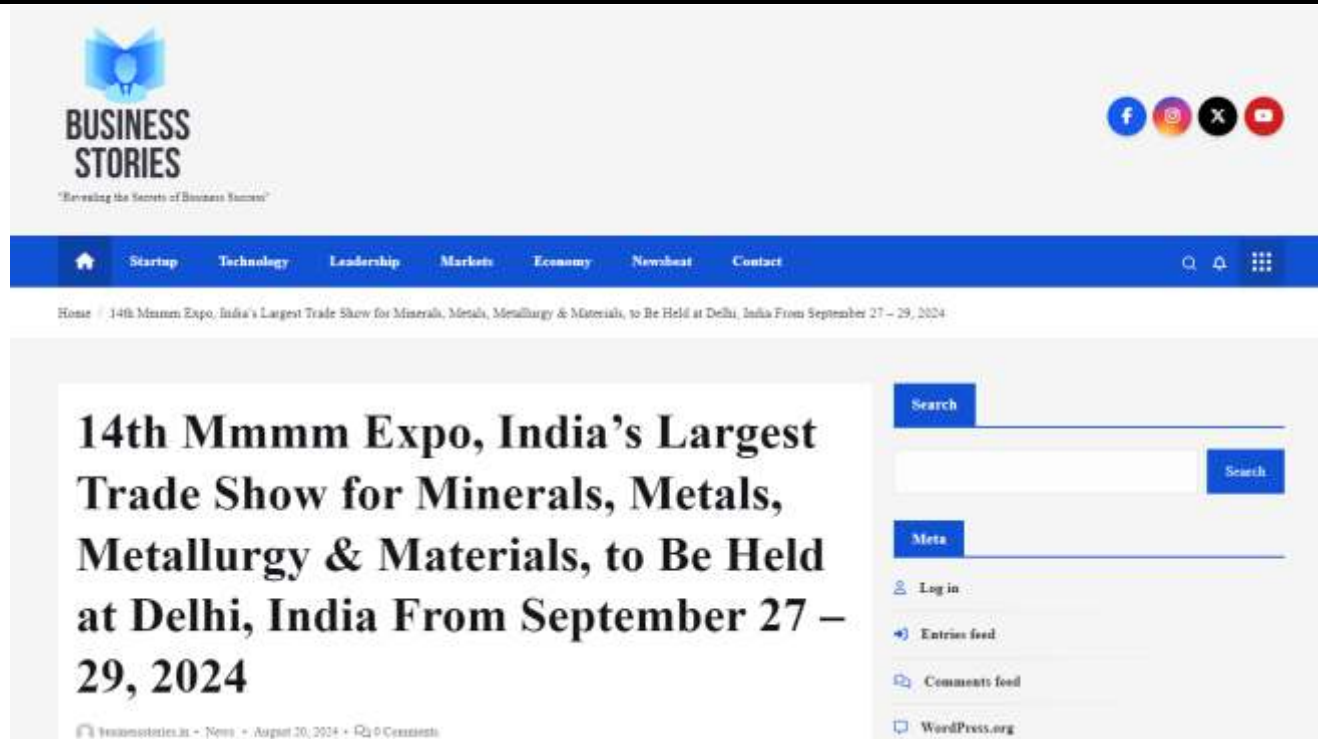 BUSINESS
STORIES
"Revealing the Secrets of Business Success"
Startup Technology Leadership Markets Economy Newsbeat Contact
Home / 14th Mmmm Expo, India's Largest Trade Show for Minerals, Metals, Metallurgy & Materials, to Be Held at Delhi, India From September 27 – 29, 2024
14th Mmmm Expo, India’s Largest
Trade Show for Minerals, Metals,
Metallurgy & Materials, to Be Held
at Delhi, India From September 27 –
29, 2024
businessstories.in • News • August 20, 2024 • 0 Comments
Search
Search
Meta
Log in
Entries feed
Comments feed
WordPress.org